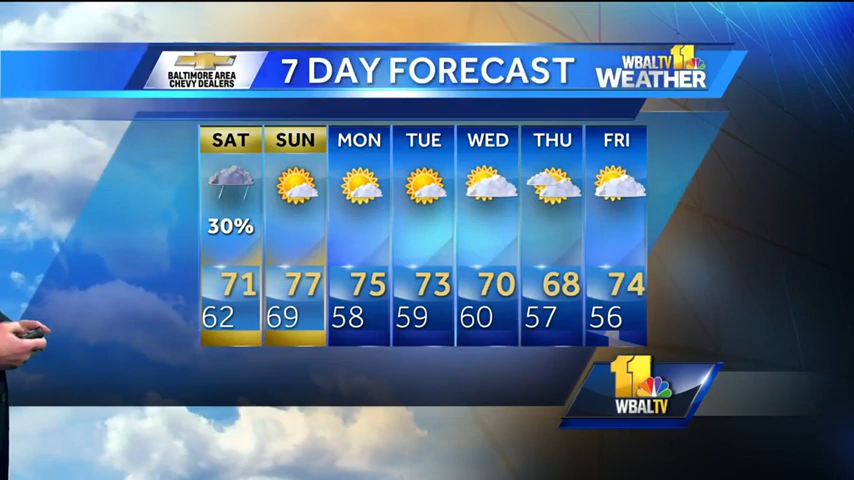 BALTIMORE AREA
CHEVY DEALERS
7 DAY FORECAST
WBALTV 11
WEATHER
SAT SUN MON TUE WED THU FRI
30%
71 77 75 73 70 68 74
62 69 58 59 60 57 56
11
WBALTV